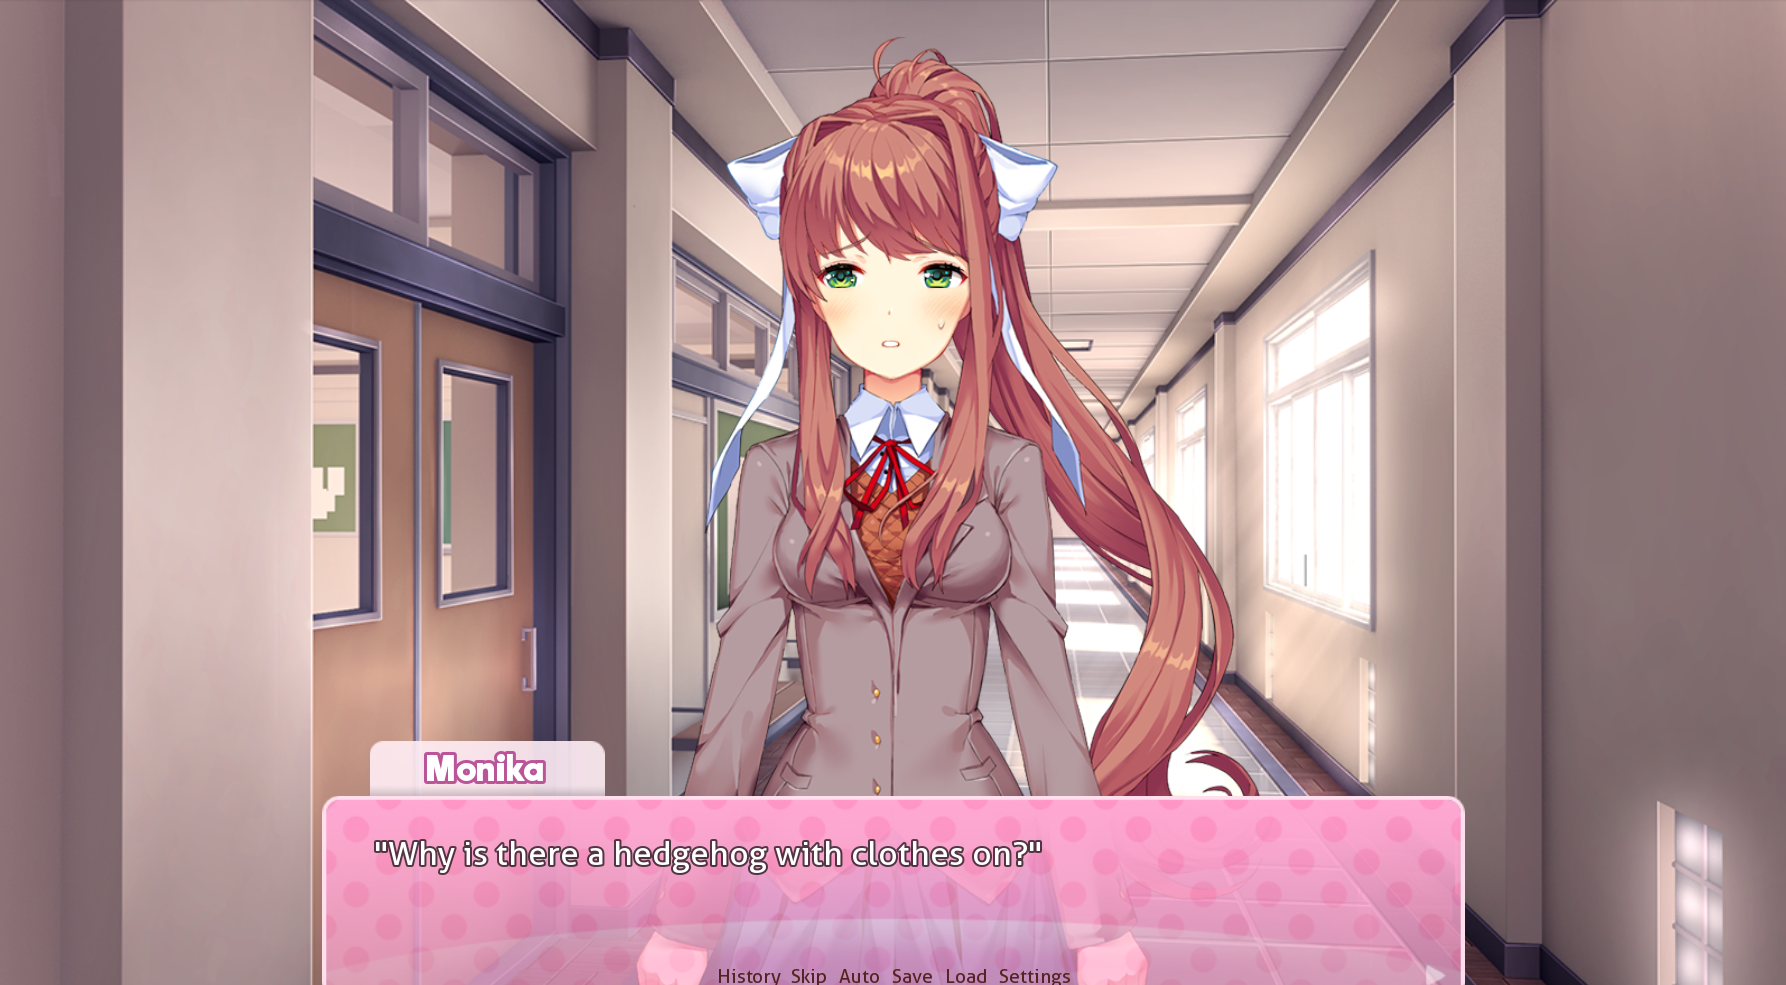 Monika
"Why is there a hedgehog with clothes on?"
History Skip Auto Save Load Settings